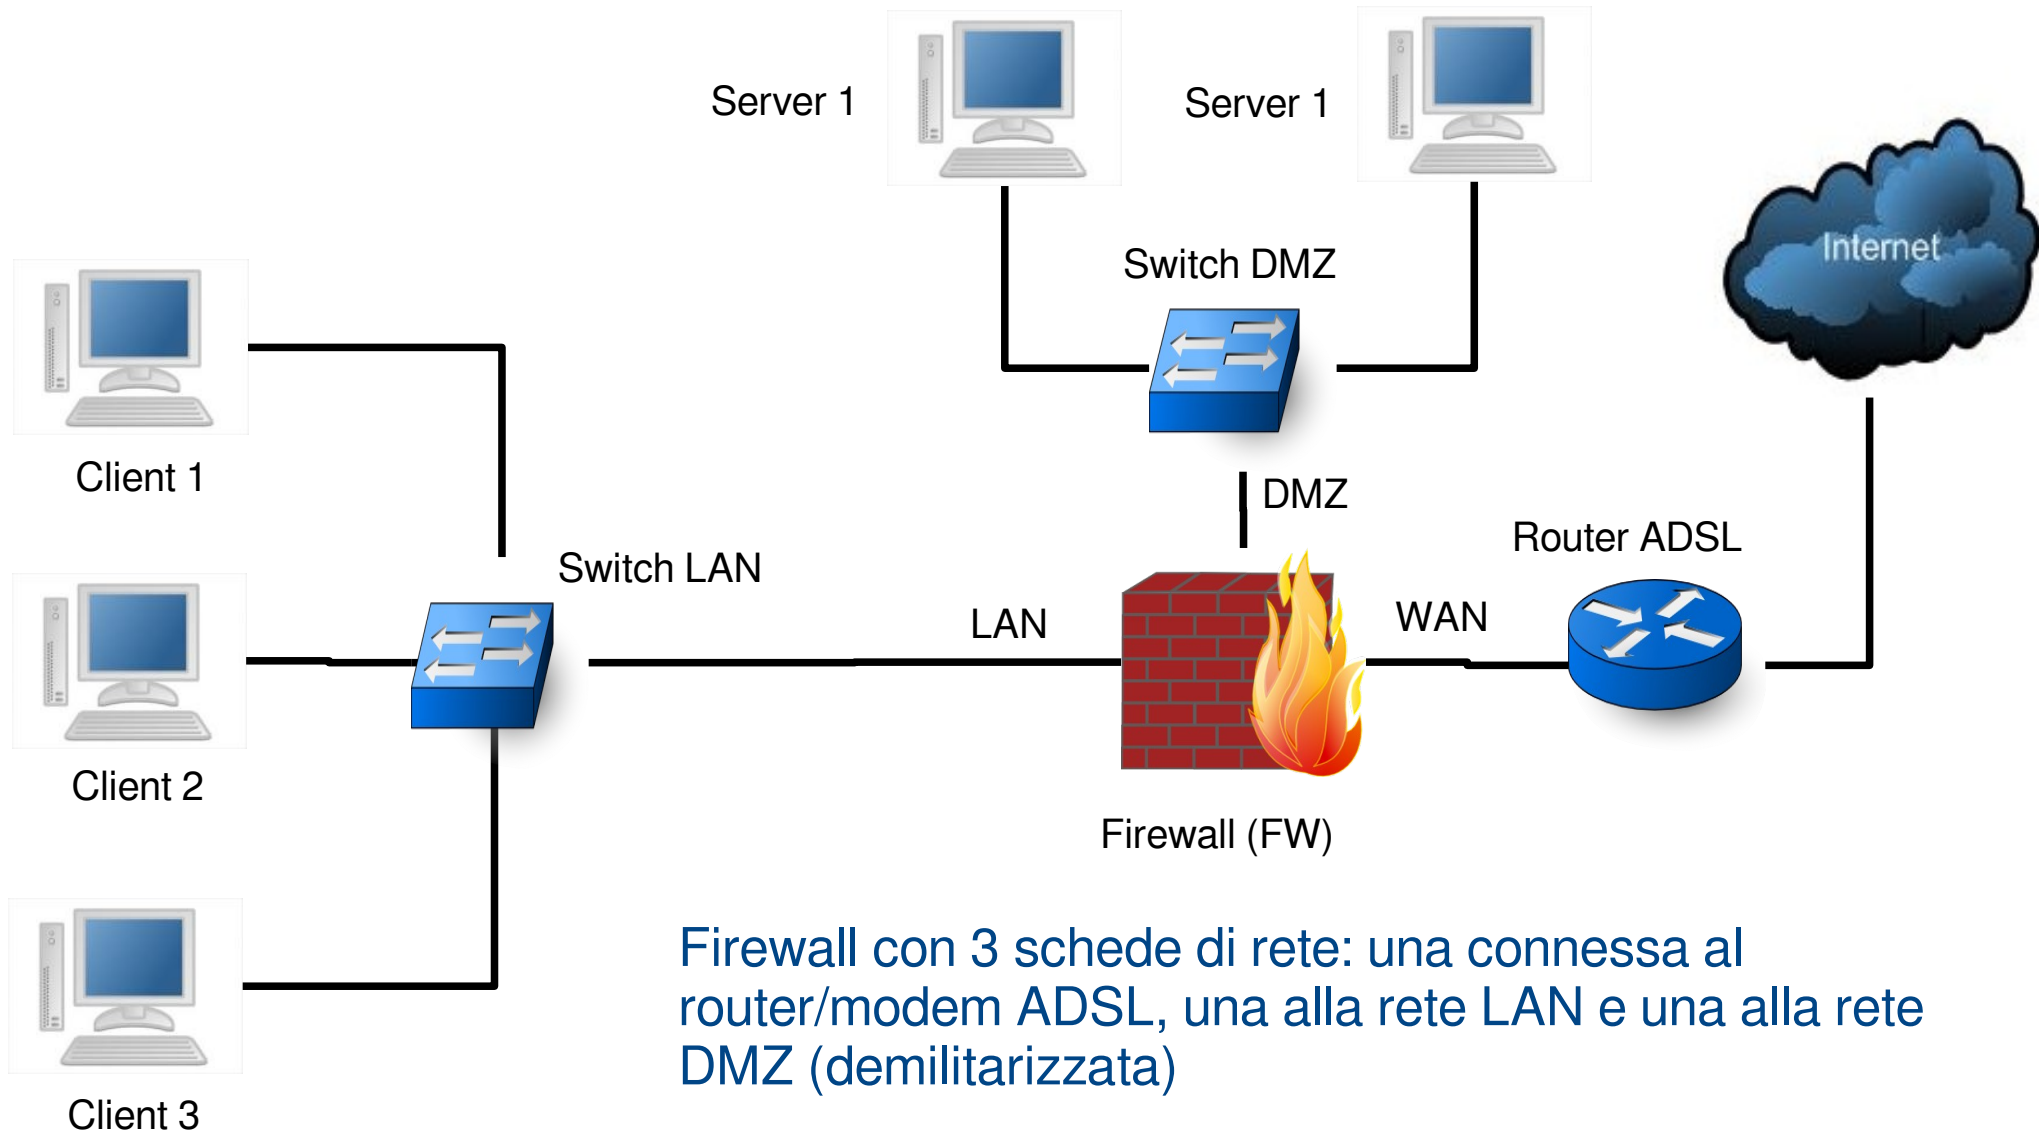 Server 1
Server 1
Internet
Switch DMZ
Client 1
DMZ
Router ADSL
Switch LAN
LAN
WAN
Client 2
Firewall (FW)
Firewall con 3 schede di rete: una connessa al
router/modem ADSL, una alla rete LAN e una alla rete
DMZ (demilitarizzata)
Client 3